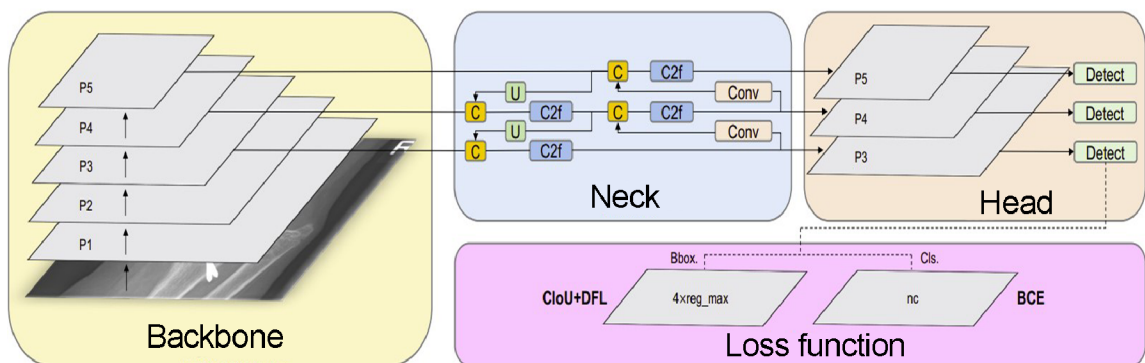 P5
P4
P3
P2
P1
Backbone
C
C2f
U
Conv
C
C2f
C
C2f
U
Conv
C
C2f
Neck
P5
P4
P3
Detect
Detect
Detect
Head
Bbox.
Cls.
CIoU+DFL
4×reg_max
nc
BCE
Loss function